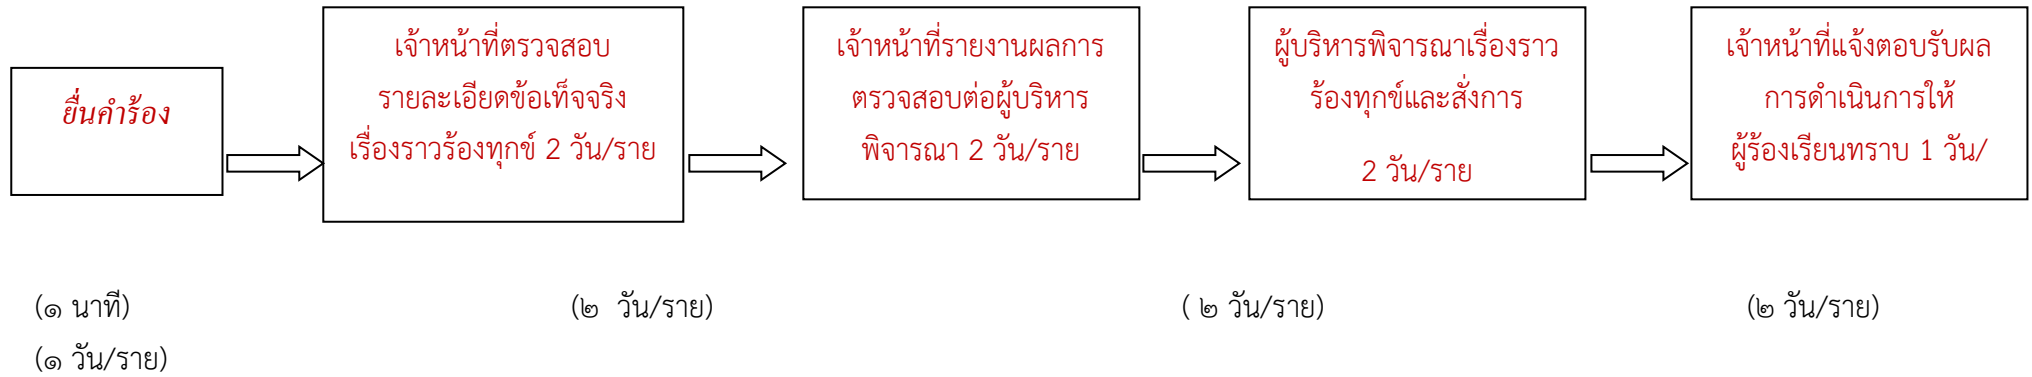 ยื่นคำร้อง
เจ้าหน้าที่ตรวจสอบ
รายละเอียดข้อเท็จจริง
เรื่องราวร้องทุกข์ 2 วัน/ราย
เจ้าหน้าที่รายงานผลการ
ตรวจสอบต่อผู้บริหาร
พิจารณา 2 วัน/ราย
ผู้บริหารพิจารณาเรื่องราว
ร้องทุกข์และสั่งการ
2 วัน/ราย
เจ้าหน้าที่แจ้งตอบรับผล
การดำเนินการให้
ผู้ร้องเรียนทราบ 1 วัน/
(๑ นาที) (๒ วัน/ราย) ( ๒ วัน/ราย) (๒ วัน/ราย)
(๑ วัน/ราย)